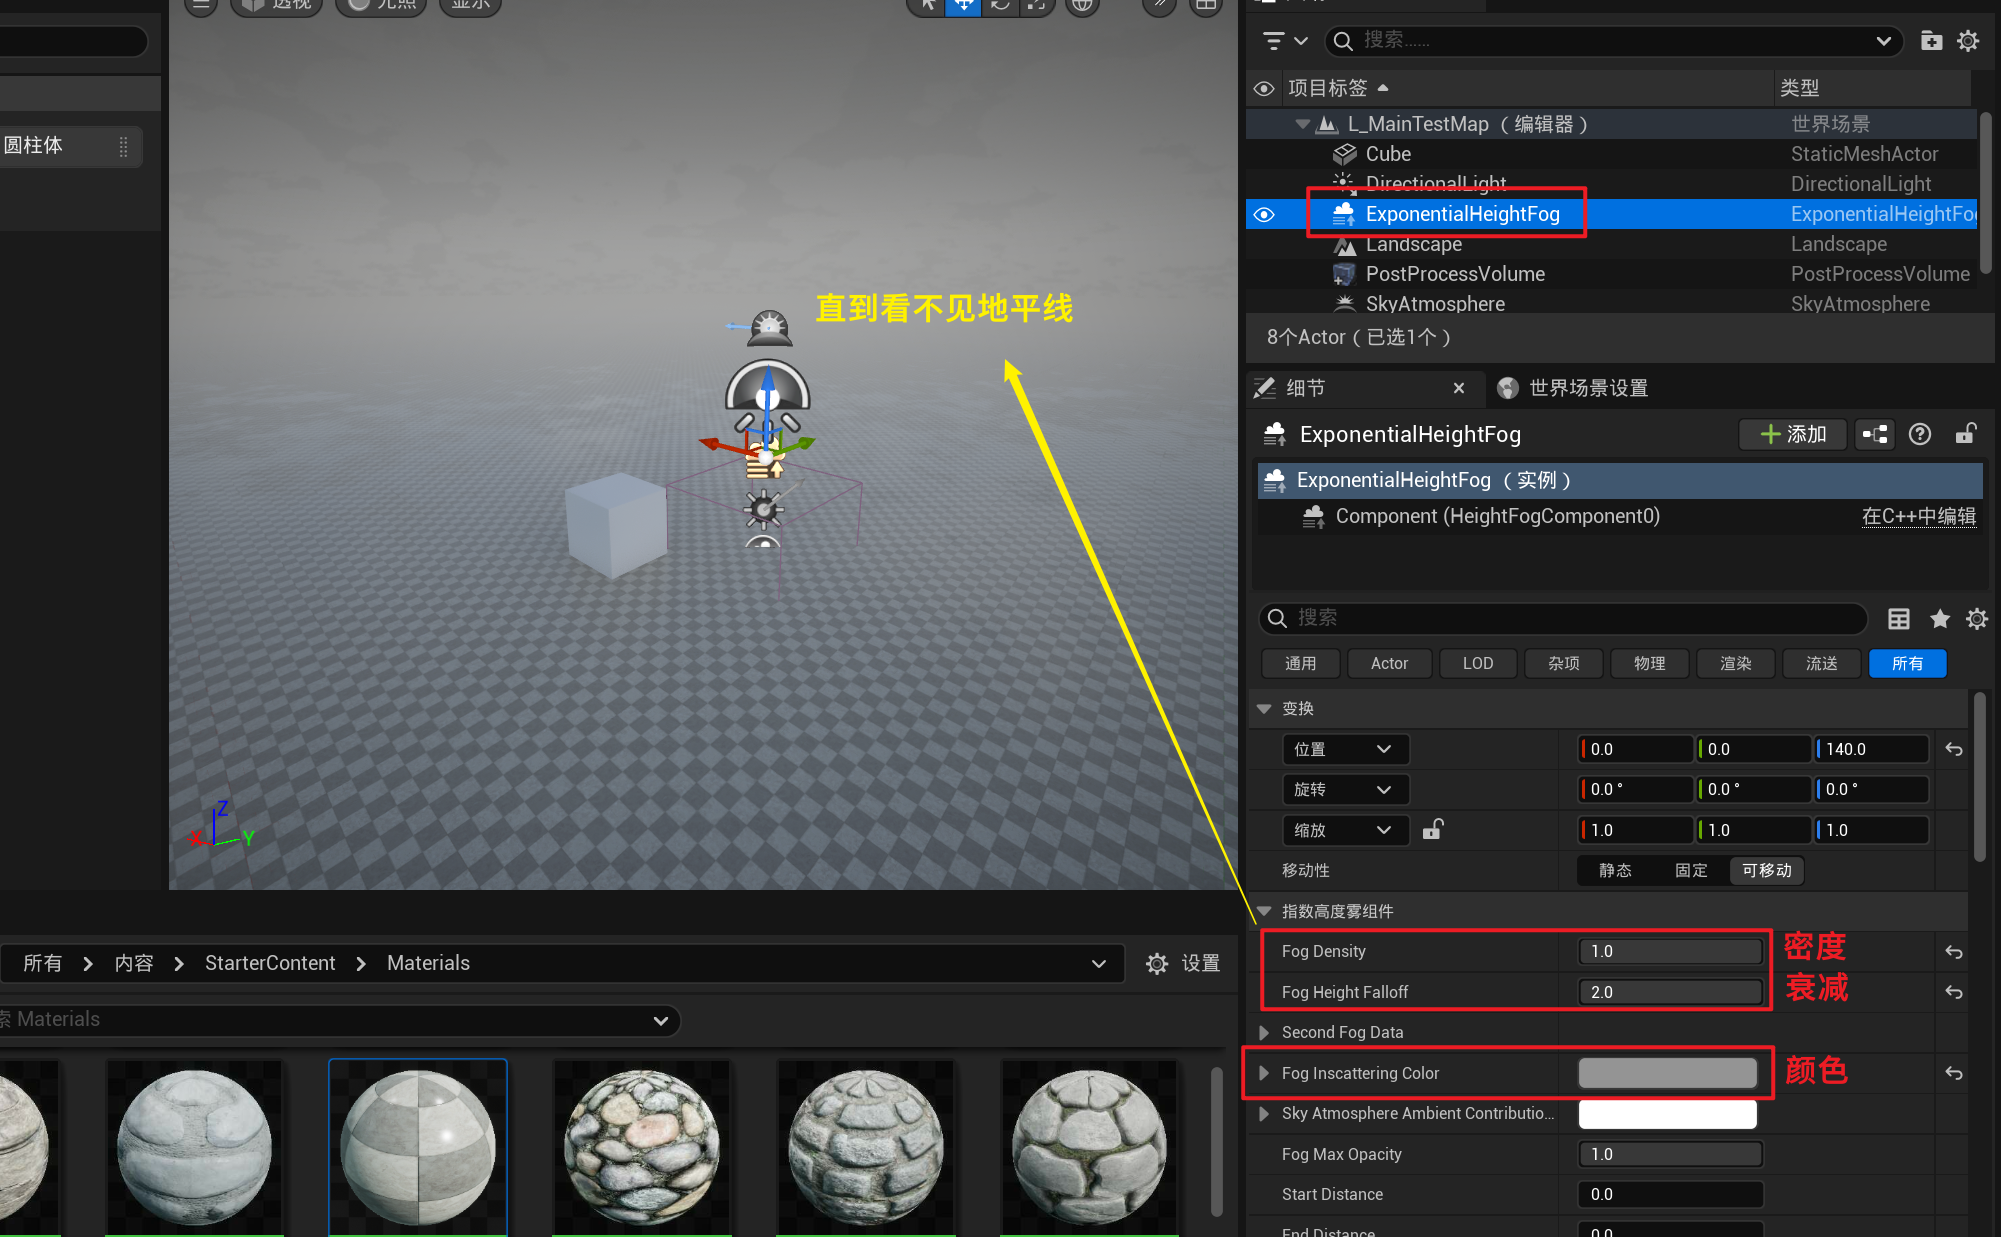 透视
光照
显示
圆柱体
直到看不见地平线
Z
X
Y
所有 内容 StarterContent Materials
设置
索 Materials
搜索......
项目标签
类型
L_MainTestMap（编辑器）
世界场景
Cube
StaticMeshActor
DirectionalLight
DirectionalLight
ExponentialHeightFog
ExponentialHeightFo
Landscape
Landscape
PostProcessVolume
PostProcessVolume
SkyAtmosphere
SkyAtmosphere
8个Actor（已选1个）
细节
世界场景设置
ExponentialHeightFog
添加
ExponentialHeightFog（实例）
Component (HeightFogComponent0)
在C++中编辑
搜索
通用 Actor LOD 杂项 物理 渲染 流送 所有
变换
位置 0.0 0.0 140.0
旋转 0.0 ° 0.0 ° 0.0 °
缩放 1.0 1.0 1.0
移动性 静态 固定 可移动
指数高度雾组件
Fog Density 1.0 密度
Fog Height Falloff 2.0 衰减
Second Fog Data
Fog Inscattering Color 颜色
Sky Atmosphere Ambient Contributio...
Fog Max Opacity 1.0
Start Distance 0.0
End Distance 0.0